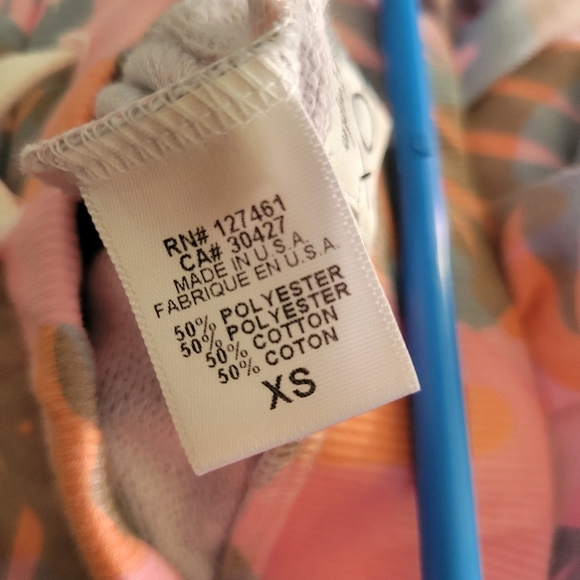 RN# 127461
CA# 30427
MADE IN U.S.A.
FABRIQUE EN U.S.A.
50% POLYESTER
50% POLYESTER
50% COTTON
50% COTON
XS